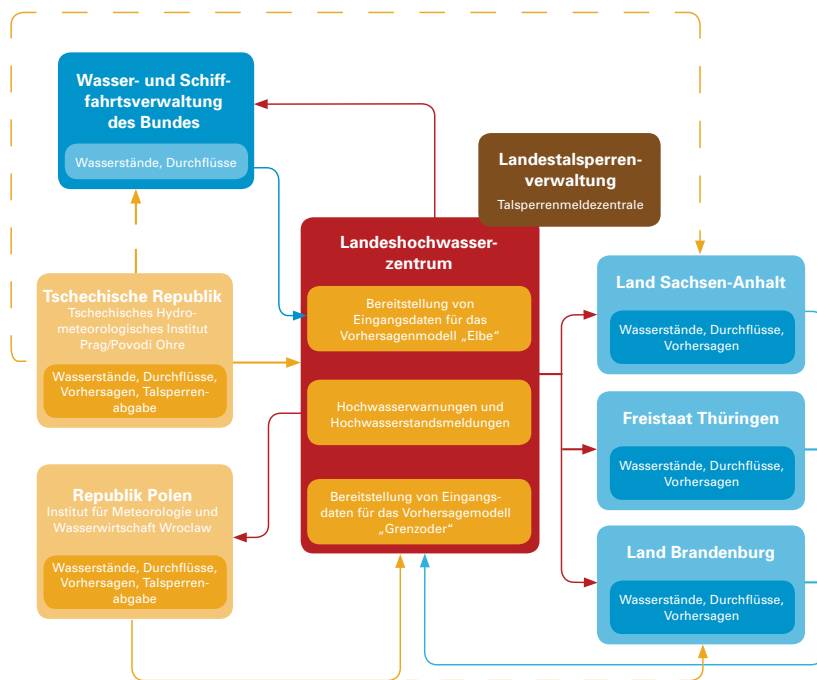 Wasser- und Schiff-
fahrtsverwaltung
des Bundes
Wasserstände, Durchflüsse
Landestalsperren-
verwaltung
Talsperrenmeldezentrale
Landeshochwasser-
zentrum
Bereitstellung von
Eingangsdaten für das
Vorhersagenmodell „Elbe“
Hochwasserwarnungen und
Hochwasserstandsmeldungen
Bereitstellung von Eingangs-
daten für das Vorhersagemodell
„Grenzoder“
Tschechische Republik
Tschechisches Hydro-
meteorologisches Institut
Prag/Povodi Ohre
Wasserstände, Durchflüsse,
Vorhersagen, Talsperren-
abgabe
Republik Polen
Institut für Meteorologie und
Wasserwirtschaft Wroclaw
Wasserstände, Durchflüsse,
Vorhersagen, Talsperren-
abgabe
Land Sachsen-Anhalt
Wasserstände, Durchflüsse,
Vorhersagen
Freistaat Thüringen
Wasserstände, Durchflüsse,
Vorhersagen
Land Brandenburg
Wasserstände, Durchflüsse,
Vorhersagen